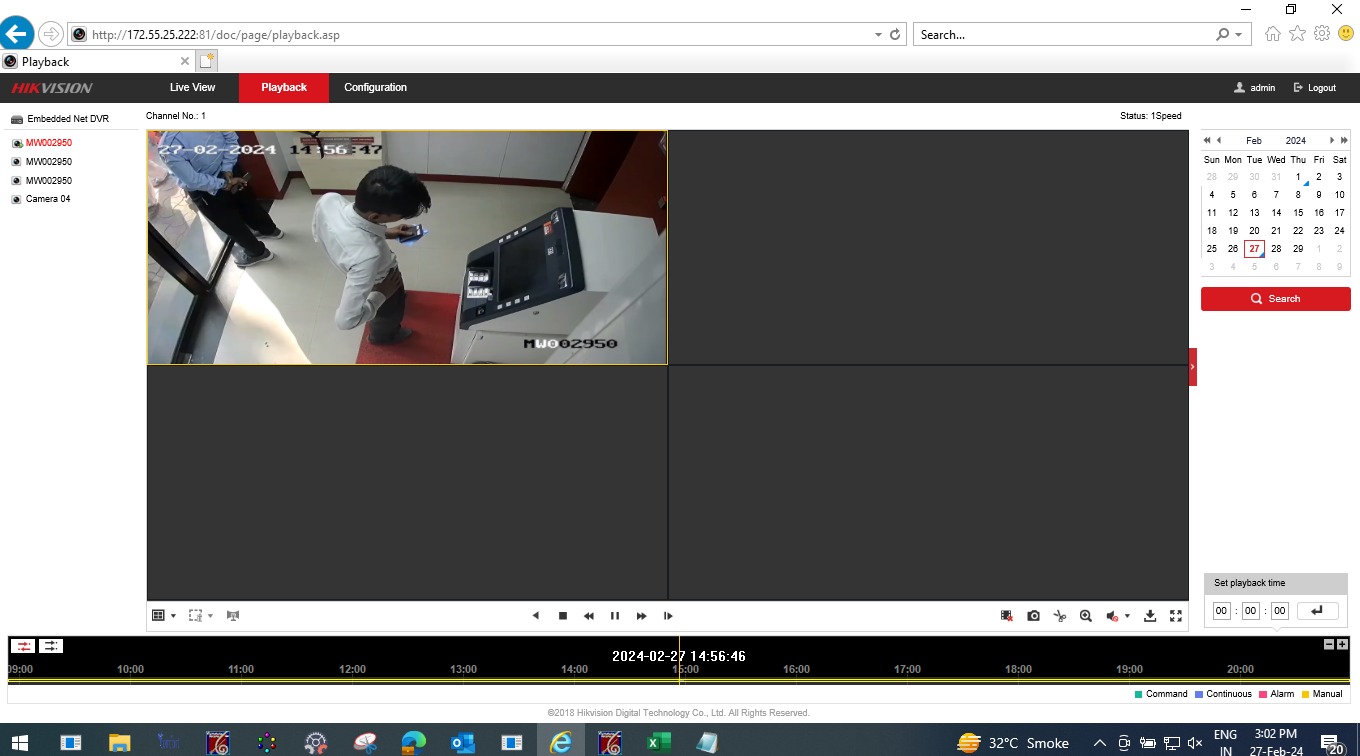 http://172.55.25.222:81/doc/page/playback.asp
Search...
Playback
HIKVISION
Live View
Playback
Configuration
admin
Logout
Embedded Net DVR
Channel No.: 1
Status: 1Speed
MW002950
MW002950
MW002950
Camera 04
27-02-2024 14:56:47
MW002950
Feb 2024
Sun Mon Tue Wed Thu Fri Sat
28 29 30 31 1 2 3
4 5 6 7 8 9 10
11 12 13 14 15 16 17
18 19 20 21 22 23 24
25 26 27 28 29 1 2
3 4 5 6 7 8 9
Search
Set playback time
00 : 00 : 00
2024-02-27 14:56:46
09:00 10:00 11:00 12:00 13:00 14:00 15:00 16:00 17:00 18:00 19:00 20:00
Command Continuous Alarm Manual
©2018 Hikvision Digital Technology Co., Ltd. All Rights Reserved.
32°C Smoke
ENG
IN
3:02 PM
27-Feb-24
20